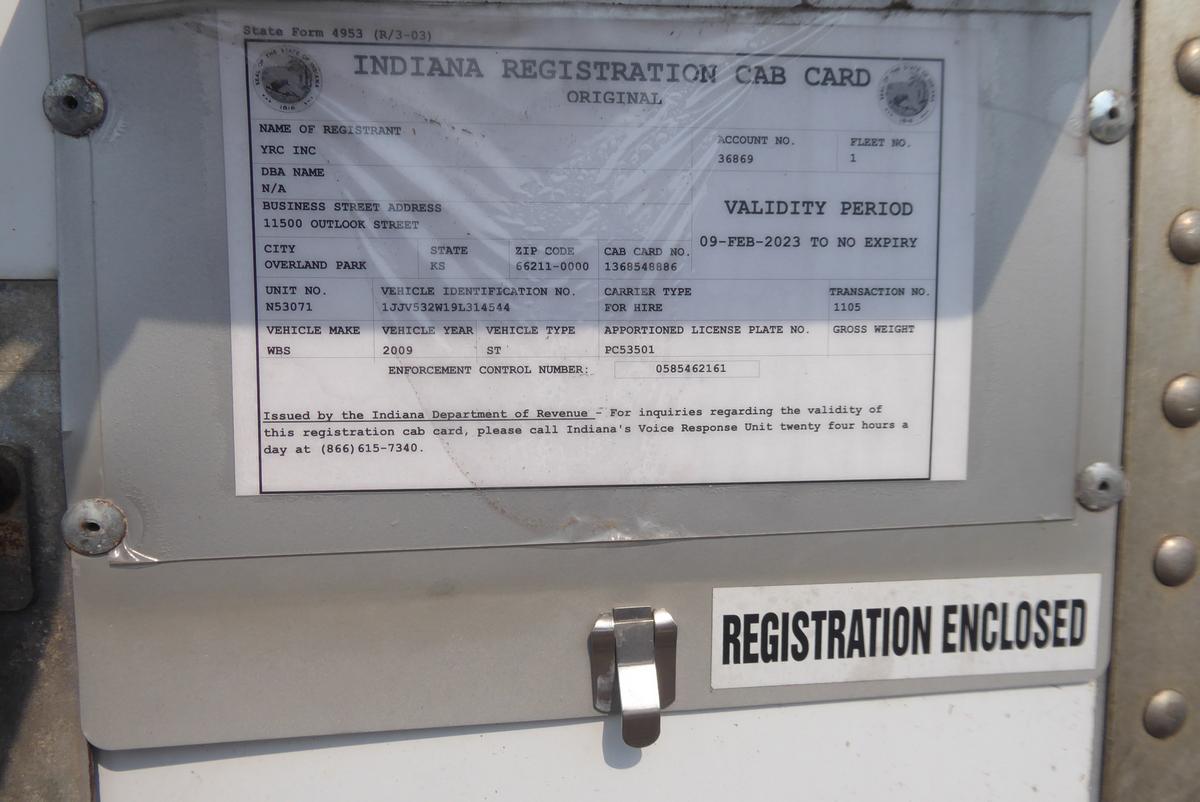 State Form 4953 (R/3-03)
INDIANA REGISTRATION CAB CARD
ORIGINAL
NAME OF REGISTRANT
YRC INC
ACCOUNT NO.
36869
FLEET NO.
1
DBA NAME
N/A
BUSINESS STREET ADDRESS
11500 OUTLOOK STREET
VALIDITY PERIOD
09-FEB-2023 TO NO EXPIRY
CITY
OVERLAND PARK
STATE
KS
ZIP CODE
66211-0000
CAB CARD NO.
1368548886
UNIT NO.
N53071
VEHICLE IDENTIFICATION NO.
1JJV532W19L314544
CARRIER TYPE
FOR HIRE
TRANSACTION NO.
1105
VEHICLE MAKE
WBS
VEHICLE YEAR
2009
VEHICLE TYPE
ST
APPORTIONED LICENSE PLATE NO.
PC53501
GROSS WEIGHT
ENFORCEMENT CONTROL NUMBER: 0585462161
Issued by the Indiana Department of Revenue - For inquiries regarding the validity of
this registration cab card, please call Indiana's Voice Response Unit twenty four hours a
day at (866)615-7340.
REGISTRATION ENCLOSED